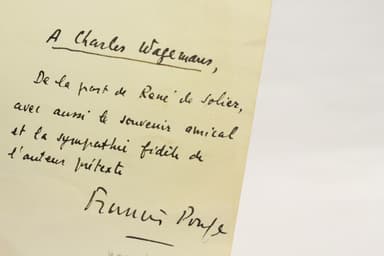 A Charles Wagemans,
De la part de René de Solier,
avec aussi le souvenir amical
et la sympathie fidèle de
l'auteur prétexte
Francis Ponge